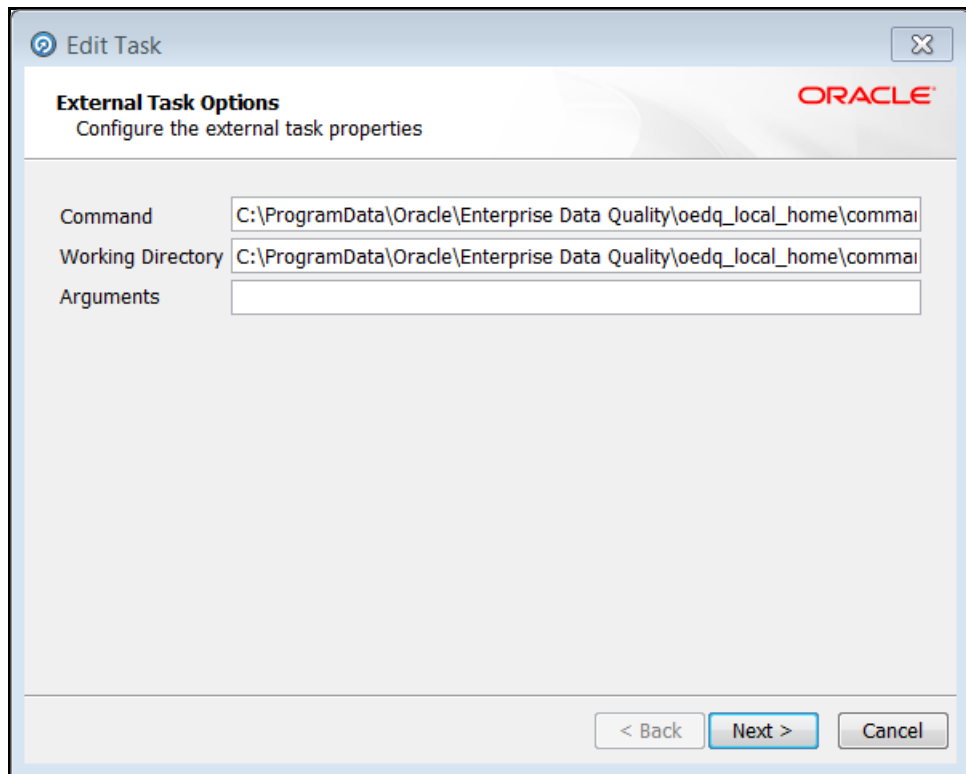 Edit Task
External Task Options
ORACLE
Configure the external task properties
Command C:\ProgramData\Oracle\Enterprise Data Quality\oedq_local_home\comma
Working Directory C:\ProgramData\Oracle\Enterprise Data Quality\oedq_local_home\comma
Arguments
< Back Next > Cancel